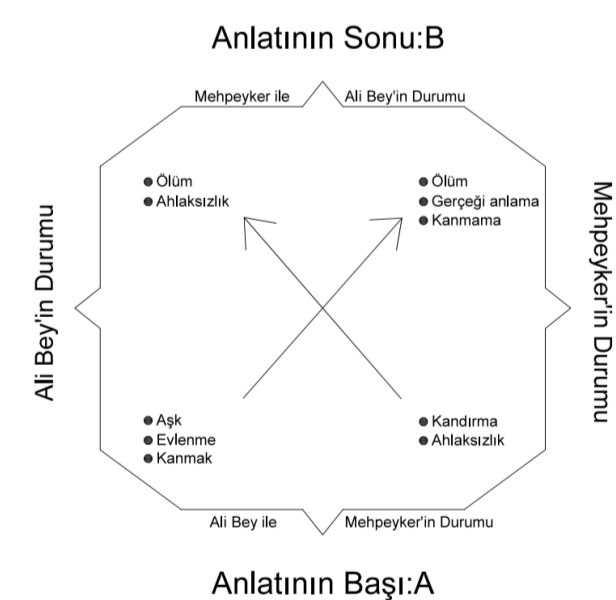 Anlatının Sonu:B
Mehpeyker ile
Ali Bey'in Durumu
Ölüm
Ahlaksızlık
Ölüm
Gerçeği anlama
Kanmama
Ali Bey'in Durumu
Mehpeyker'in Durumu
Aşk
Evlenme
Kanmak
Kandırma
Ahlaksızlık
Ali Bey ile
Mehpeyker'in Durumu
Anlatının Başı:A